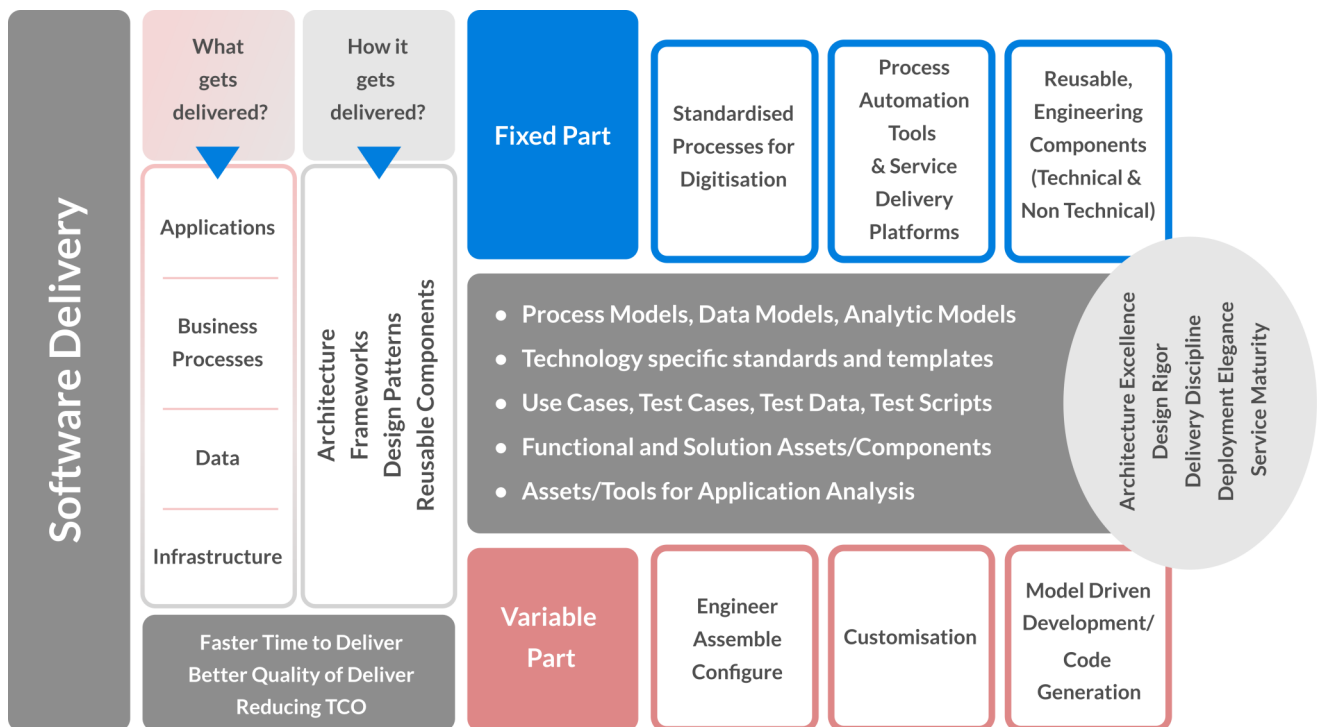 Software Delivery
What
gets
delivered?
Applications
Business
Processes
Data
Infrastructure
How it
gets
delivered?
Architecture
Frameworks
Design Patterns
Reusable Components
Faster Time to Deliver
Better Quality of Deliver
Reducing TCO
Fixed Part
Standardised
Processes for
Digitisation
Process
Automation
Tools
& Service
Delivery
Platforms
Reusable,
Engineering
Components
(Technical &
Non Technical)
• Process Models, Data Models, Analytic Models
• Technology specific standards and templates
• Use Cases, Test Cases, Test Data, Test Scripts
• Functional and Solution Assets/Components
• Assets/Tools for Application Analysis
Architecture Excellence
Design Rigor
Delivery Discipline
Deployment Elegance
Service Maturity
Variable
Part
Engineer
Assemble
Configure
Customisation
Model Driven
Development/
Code
Generation